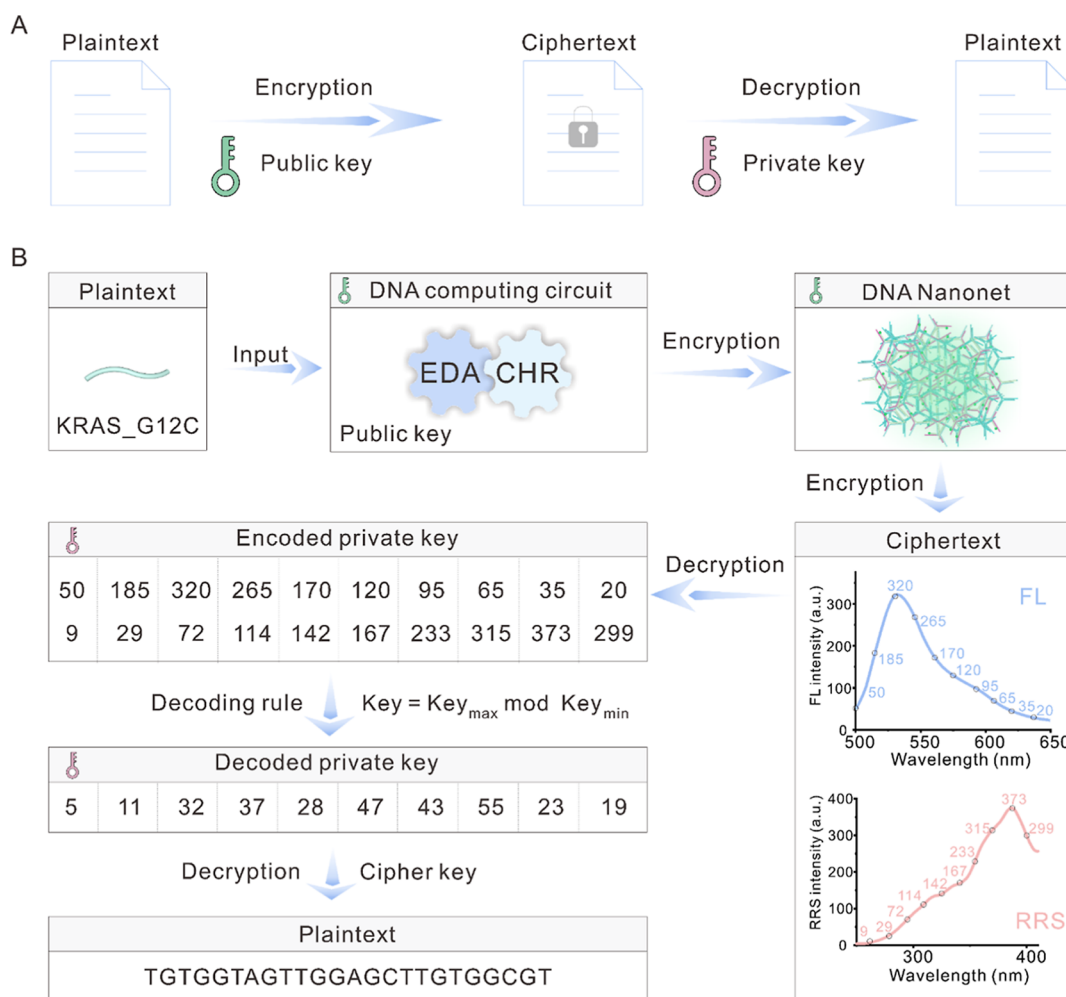 A
Plaintext
Ciphertext
Plaintext
Encryption
Decryption
Public key
Private key
B
Plaintext
DNA computing circuit
DNA Nanonet
Input
EDA CHR
Encryption
KRAS_G12C
Public key
Encryption
Encoded private key
50 185 320 265 170 120 95 65 35 20
9 29 72 114 142 167 233 315 373 299
Decryption
Ciphertext
FL
FL intensity (a.u.)
300
200
100
0
320
265
185
170
120
95
50
65
35
20
500 550 600 650
Wavelength (nm)
Decoding rule
Key = Keymax mod Keymin
Decoded private key
5 11 32 37 28 47 43 55 23 19
RRS intensity (a.u.)
400
300
200
100
0
373
315
299
233
167
142
114
72
29
9
RRS
300 400
Wavelength (nm)
Decryption
Cipher key
Plaintext
TGTGGTAGTTGGAGCTTGTGGCGT